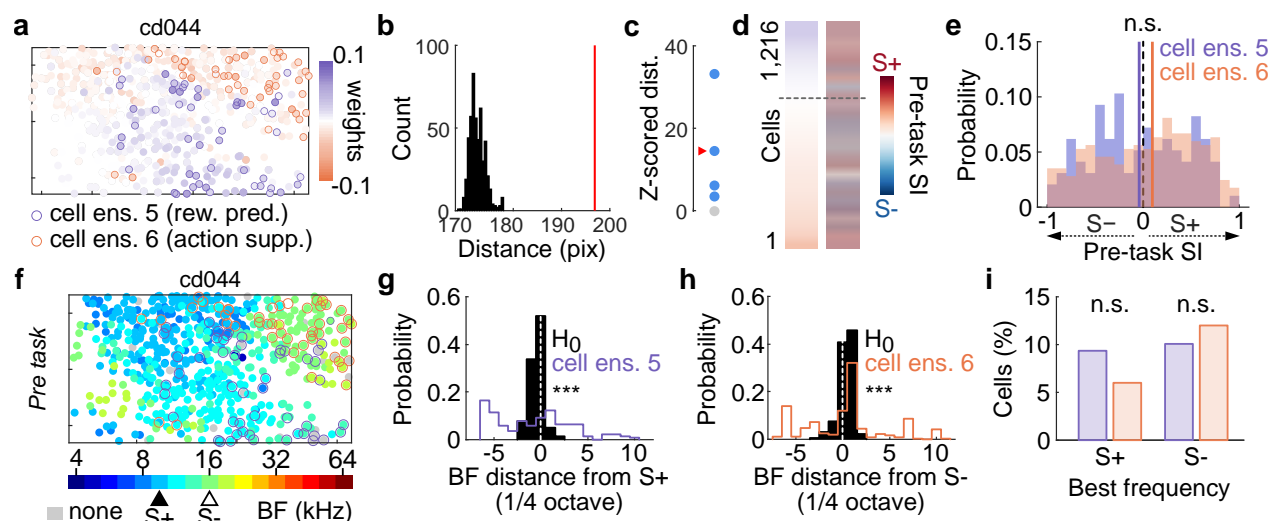 a
cd044
0.1
weights
-0.1
cell ens. 5 (rew. pred.)
cell ens. 6 (action supp.)
b
100
50
0
Count
170
180
190
200
Distance (pix)
c
40
20
0
Z-scored dist.
d
1,216
Cells
1
S+
S-
Pre-task SI
e
n.s.
cell ens. 5
cell ens. 6
0.15
0.10
0.05
0
Probability
-1
0
1
S−
S+
Pre-task SI
f
cd044
Pre task
4
8
16
32
64
none
S+
S-
BF (kHz)
g
0.6
0.4
0.2
0
Probability
H0
cell ens. 5
***
-5
0
5
10
BF distance from S+
(1/4 octave)
h
0.6
0.4
0.2
0
Probability
H0
cell ens. 6
***
-5
0
5
10
BF distance from S-
(1/4 octave)
i
15
10
5
0
Cells (%)
n.s.
n.s.
S+
S-
Best frequency